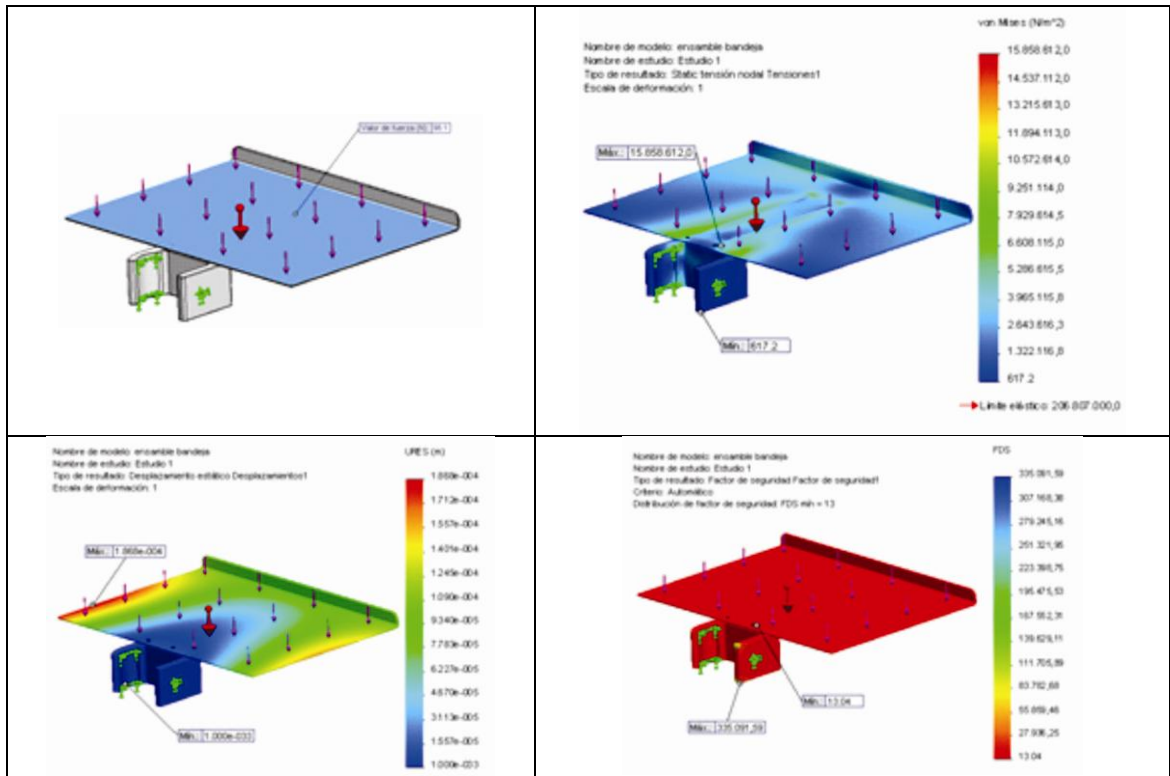 Valor de fuerza (N):
von Mises (N/m^2)
Nombre de modelo: ensamble bandeja
Nombre de estudio: Estudio 1
Tipo de resultado: Static tensión nodal Tensiones1
Escala de deformación: 1
15.858.612,0
14.537.112,0
13.215.613,0
11.894.113,0
10.572.614,0
9.251.114,0
7.929.614,5
6.608.115,0
5.286.615,5
3.965.115,8
2.643.616,3
1.322.116,8
617.2
Límite elástico: 206.807.000,0
Máx.: 15.858.612,0
Mín.: 617.2
Nombre de modelo: ensamble bandeja
Nombre de estudio: Estudio 1
Tipo de resultado: Desplazamiento estático Desplazamientos1
Escala de deformación: 1
URES (m)
1.868e-004
1.712e-004
1.557e-004
1.401e-004
1.245e-004
1.090e-004
9.340e-005
7.783e-005
6.227e-005
4.670e-005
3.113e-005
1.557e-005
1.000e-033
Máx.: 1.868e-004
Mín.: 1.000e-033
Nombre de modelo: ensamble bandeja
Nombre de estudio: Estudio 1
Tipo de resultado: Factor de seguridad Factor de seguridad1
Criterio: Automático
Distribución de factor de seguridad: FDS mín = 13
FDS
335.091,59
307.168,38
279.245,16
251.321,95
223.398,75
195.475,53
167.552,31
139.629,11
111.705,89
83.782,68
55.859,46
27.936,25
13.04
Mín.: 13.04
Máx.: 335.091,59